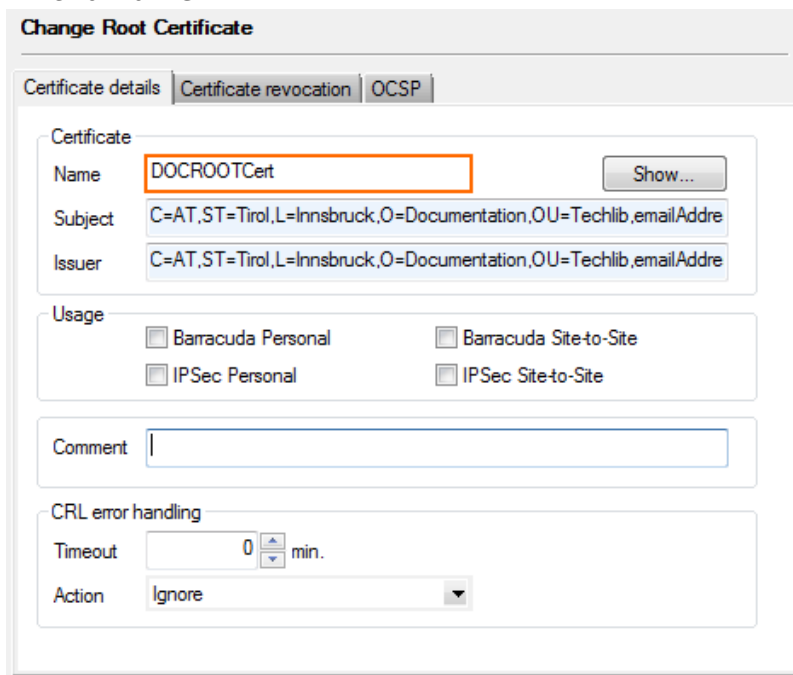 Change Root Certificate
Certificate details Certificate revocation OCSP
Certificate
Name DOCROOTCert Show...
Subject C=AT,ST=Tirol,L=Innsbruck,O=Documentation,OU=Techlib,emailAddre
Issuer C=AT,ST=Tirol,L=Innsbruck,O=Documentation,OU=Techlib,emailAddre
Usage
Barracuda Personal Barracuda Site-to-Site
IPSec Personal IPSec Site-to-Site
Comment
CRL error handling
Timeout 0 min.
Action Ignore